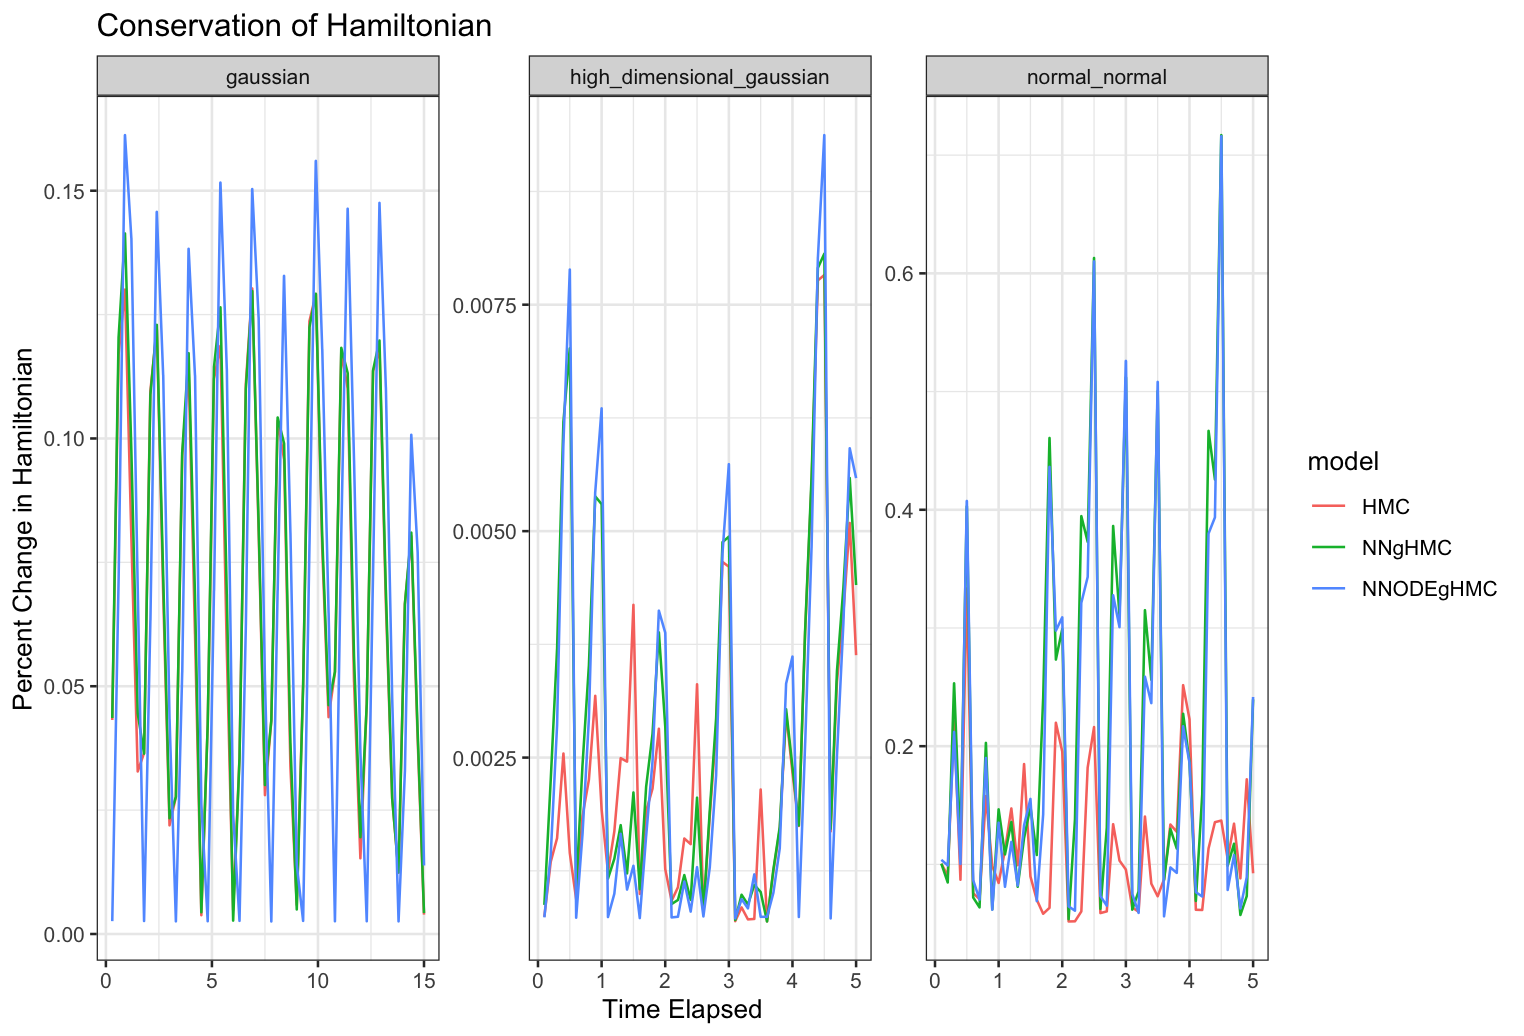 Conservation of Hamiltonian
gaussian
high_dimensional_gaussian
normal_normal
Percent Change in Hamiltonian
0.15
0.10
0.05
0.00
0 5 10 15
0.0075
0.0050
0.0025
0 1 2 3 4 5
0.6
0.4
0.2
0 1 2 3 4 5
Time Elapsed
model
HMC
NNgHMC
NNODEgHMC